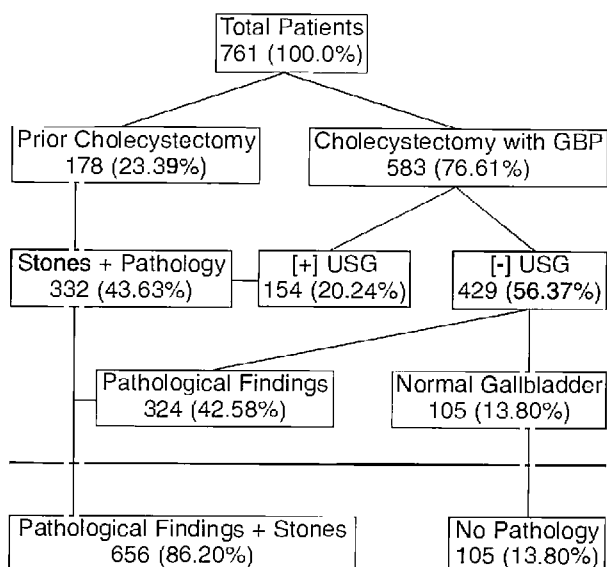 Total Patients
761 (100.0%)
Prior Cholecystectomy
178 (23.39%)
Cholecystectomy with GBP
583 (76.61%)
Stones + Pathology
332 (43.63%)
[+] USG
154 (20.24%)
[-] USG
429 (56.37%)
Pathological Findings
324 (42.58%)
Normal Gallbladder
105 (13.80%)
Pathological Findings + Stones
656 (86.20%)
No Pathology
105 (13.80%)